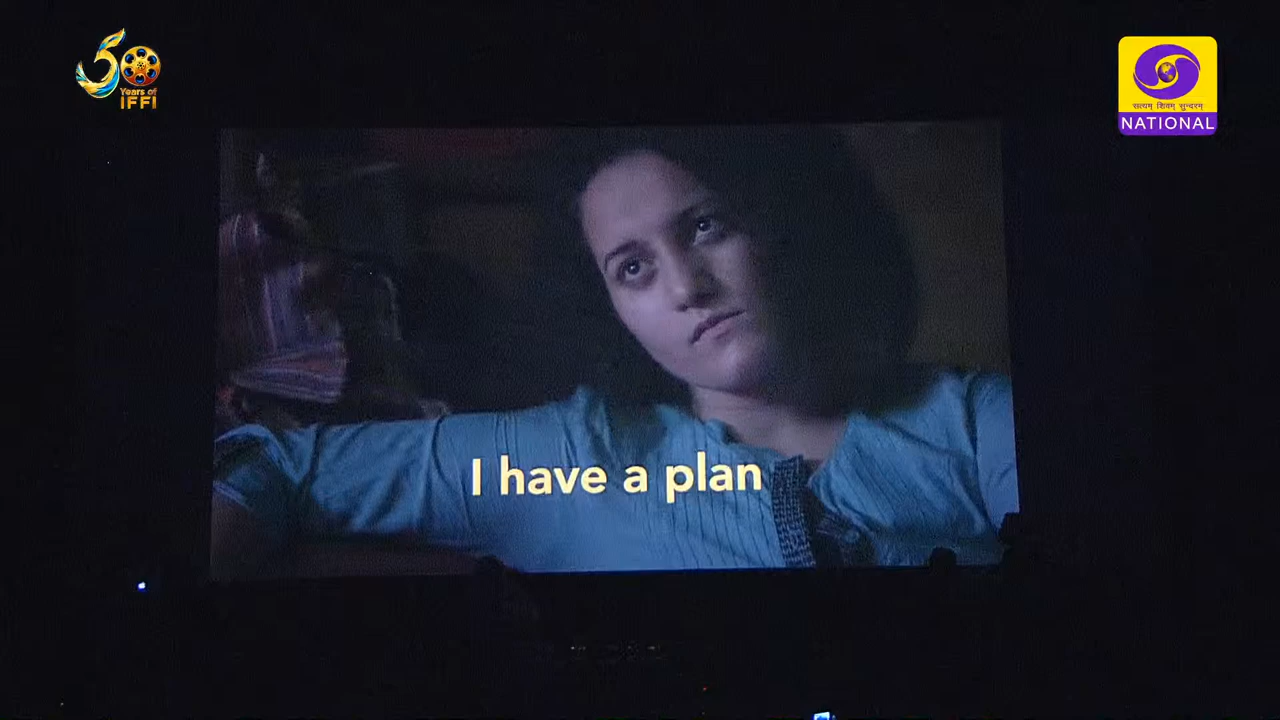 50
Years of
IFFI
सत्यम् शिवम् सुन्दरम्
NATIONAL
I have a plan